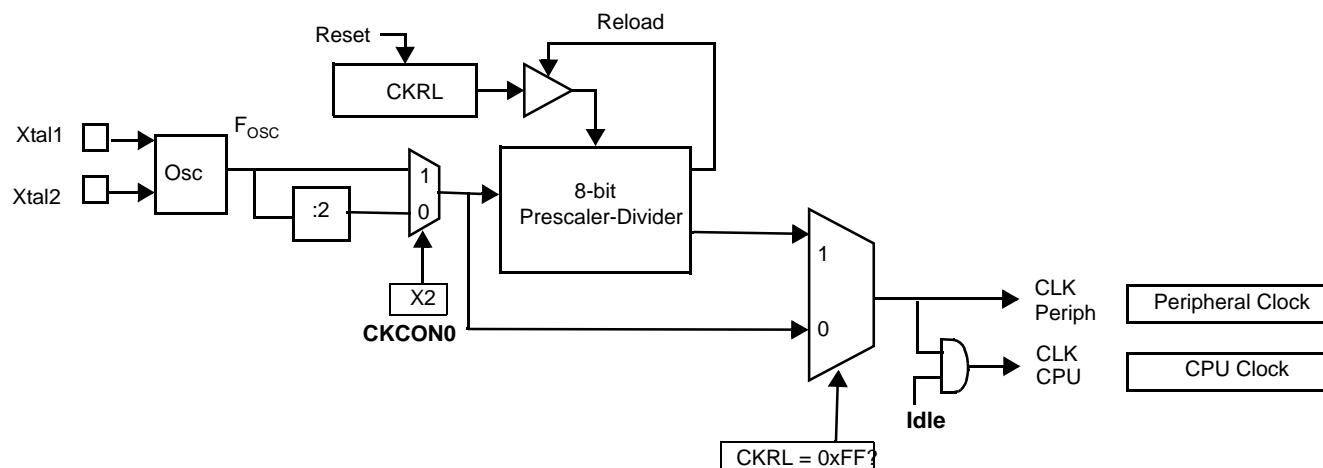 Reload
Reset
CKRL
Xtal1
FOSC
Osc
Xtal2
:2
1
0
8-bit
Prescaler-Divider
X2
CKCON0
1
0
CLK
Periph
Peripheral Clock
CLK
CPU
CPU Clock
Idle
CKRL = 0xFF?